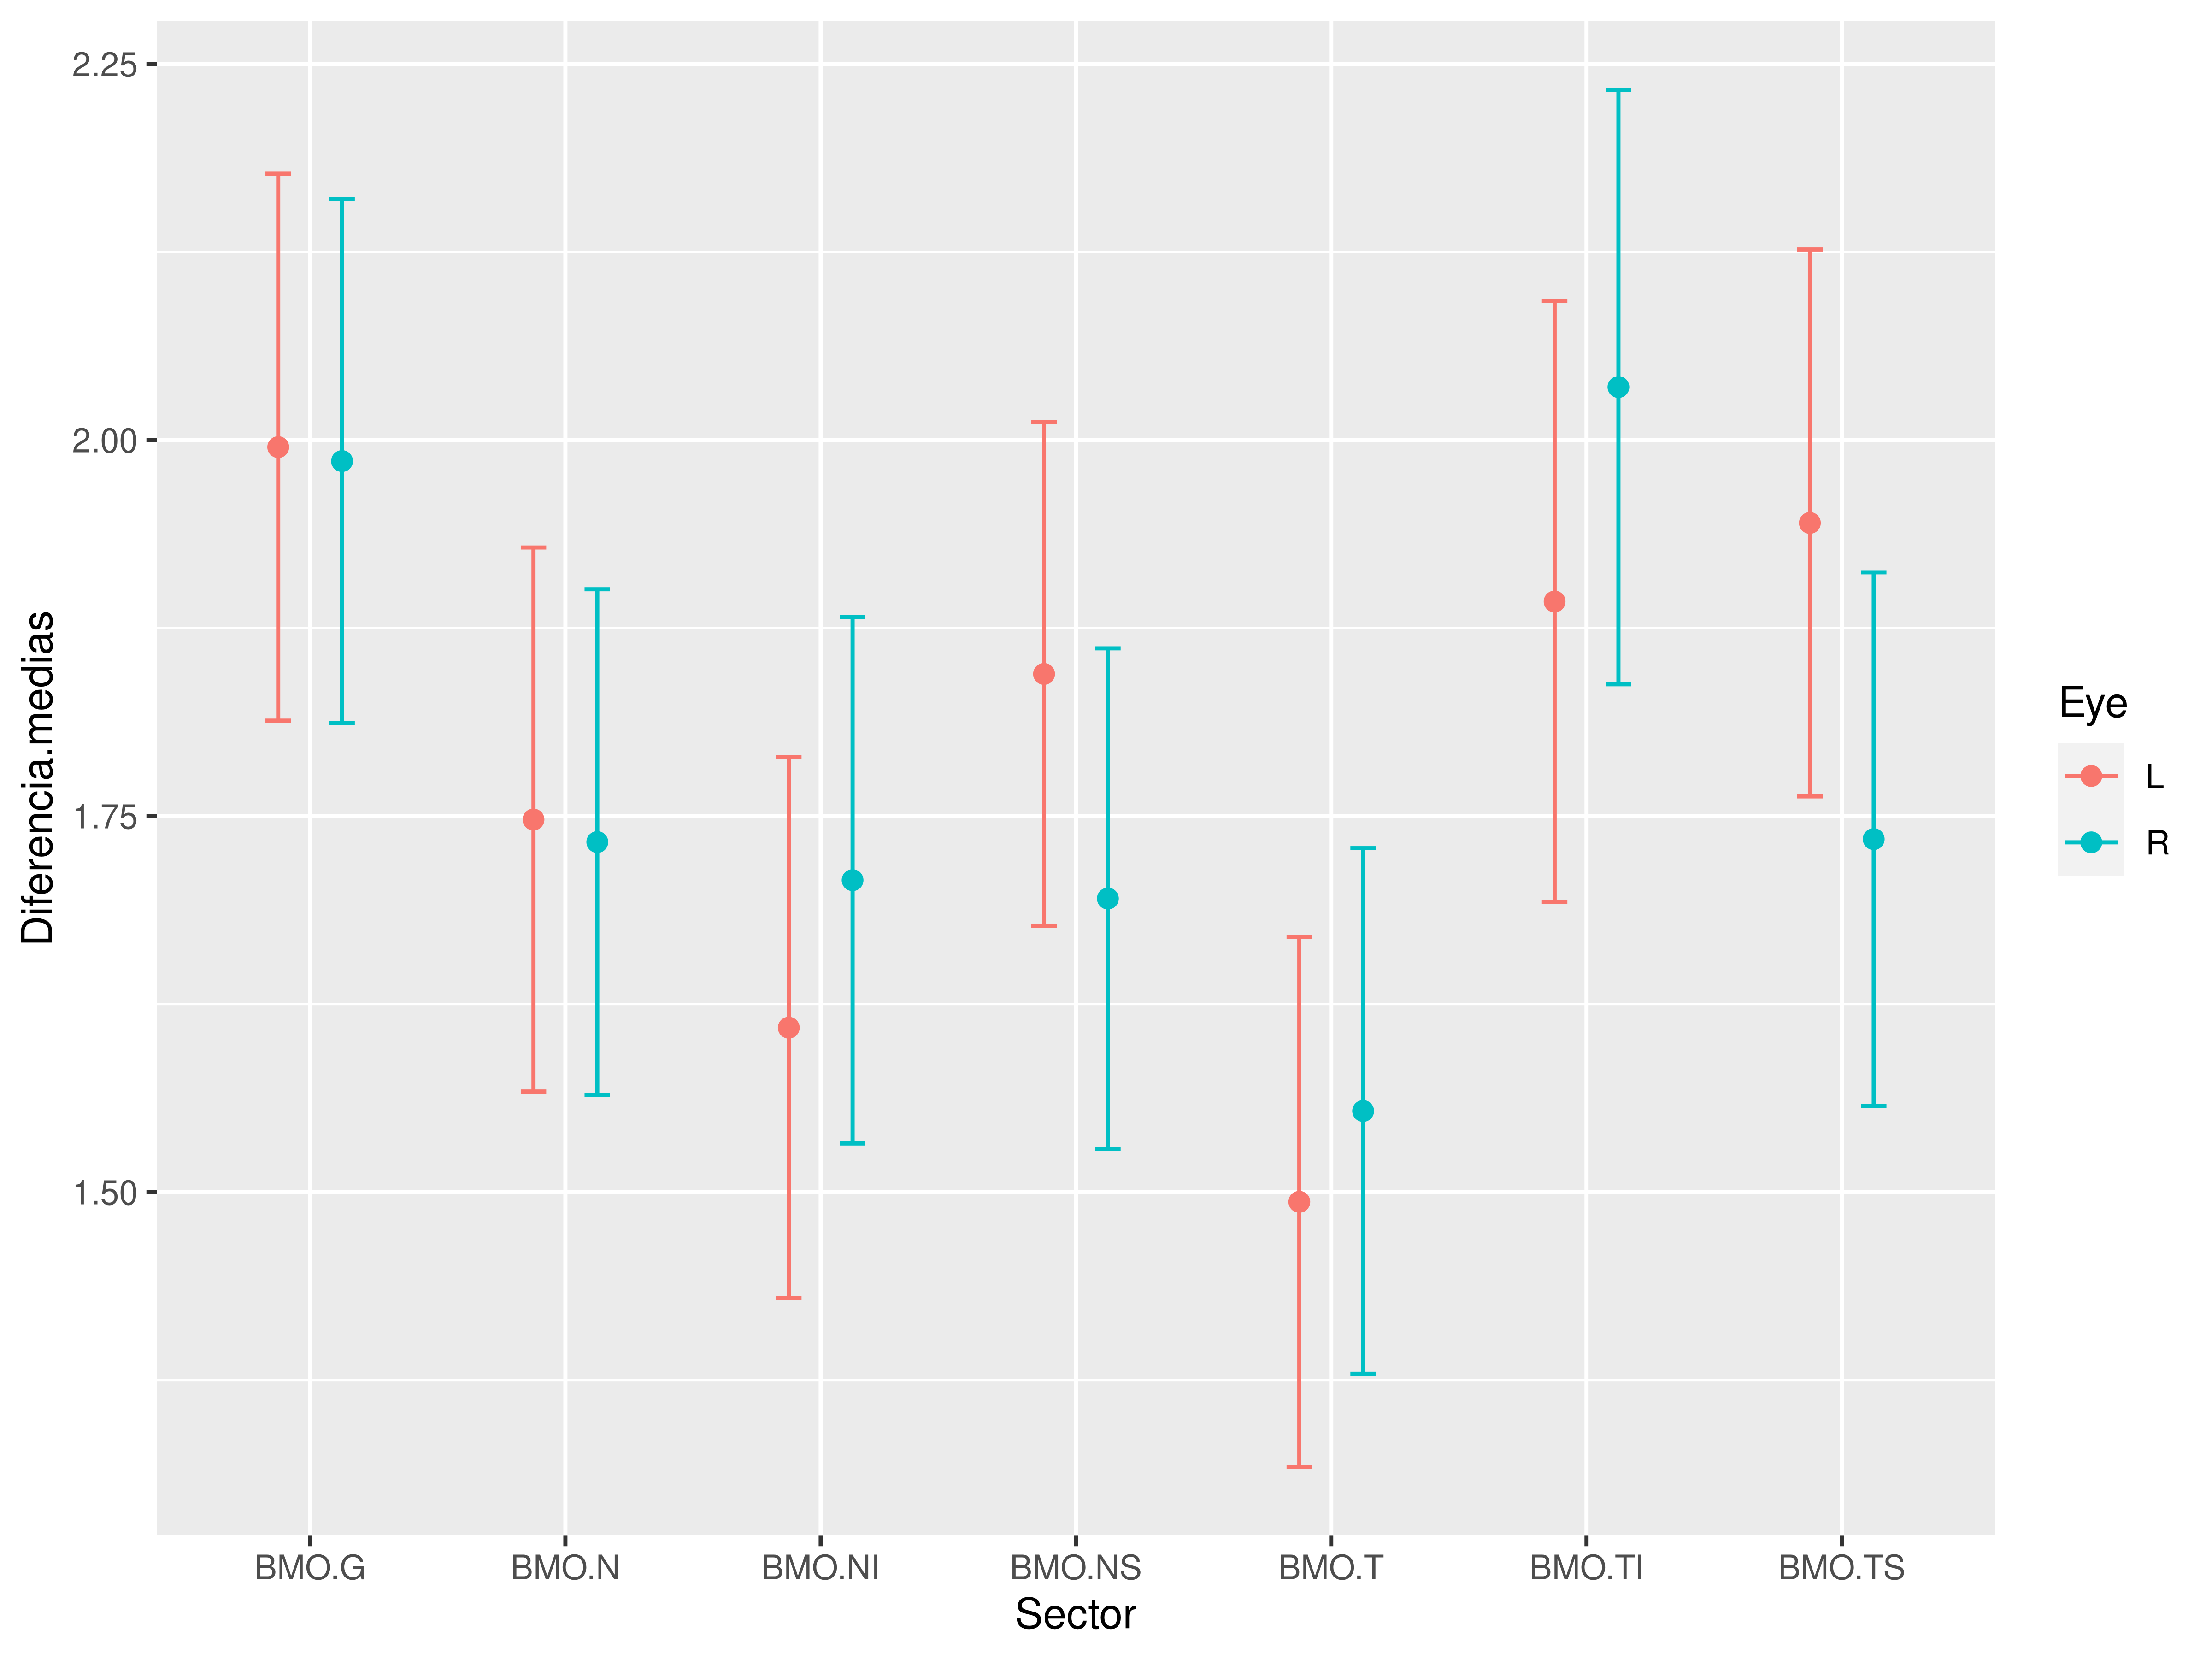 2.25
2.00
1.75
1.50
Diferencia.medias
BMO.G BMO.N BMO.NI BMO.NS BMO.T BMO.TI BMO.TS
Sector
Eye
L
R